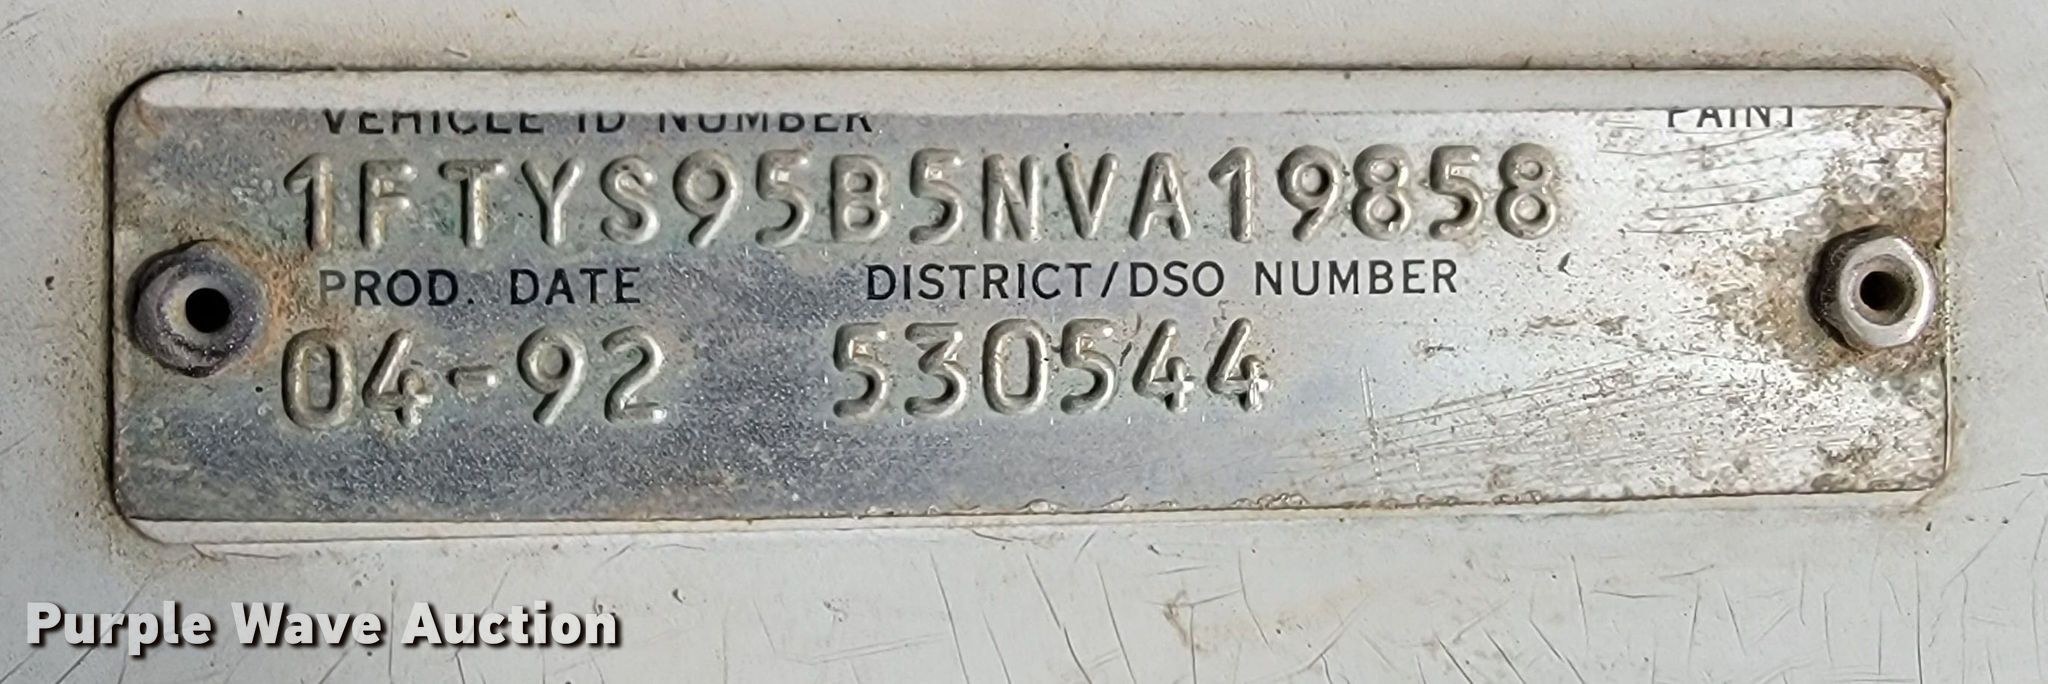 VEHICLE ID NUMBER PAINT
1FTYS95B5NVA19858
PROD. DATE DISTRICT/DSO NUMBER
04-92 530544
Purple Wave Auction